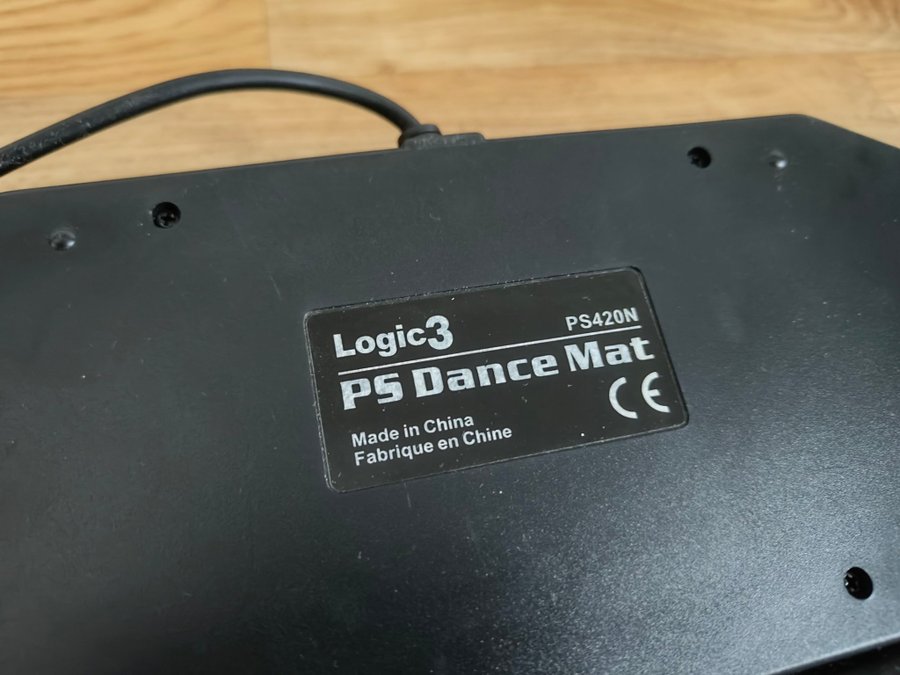 Logic3 PS420N
PS Dance Mat
CE
Made in China
Fabrique en Chine